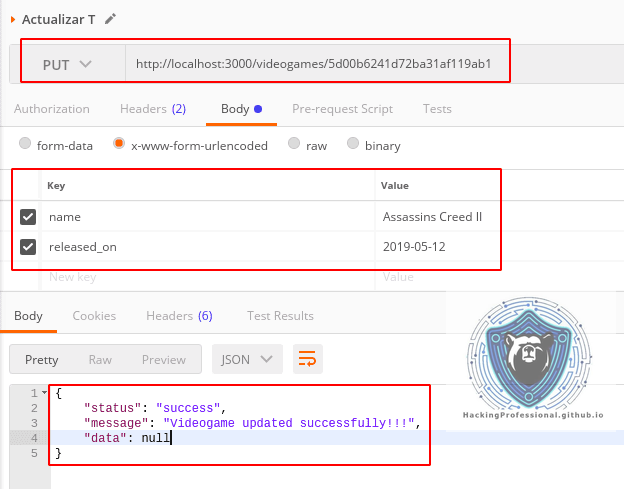 Actualizar T
PUT http://localhost:3000/videogames/5d00b6241d72ba31af119ab1
Authorization Headers (2) Body Pre-request Script Tests
form-data x-www-form-urlencoded raw binary
Key Value
name Assassins Creed II
released_on 2019-05-12
New key Value
Body Cookies Headers (6) Test Results
Pretty Raw Preview JSON
1 {
2 "status": "success",
3 "message": "Videogame updated successfully!!!",
4 "data": null
5 }
HackingProfessional.github.io